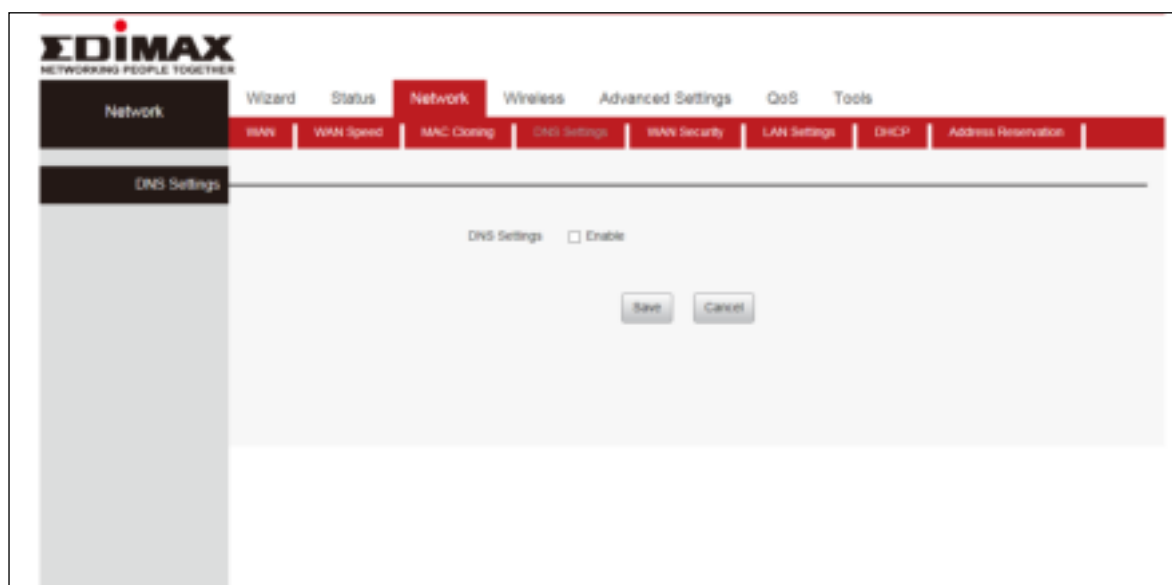 EDIMAX
NETWORKING PEOPLE TOGETHER
Network
Wizard Status Network Wireless Advanced Settings QoS Tools
WAN WAN Speed MAC Cloning DNS Settings WAN Security LAN Settings DHCP Address Reservation
DNS Settings
DNS Settings Enable
Save Cancel